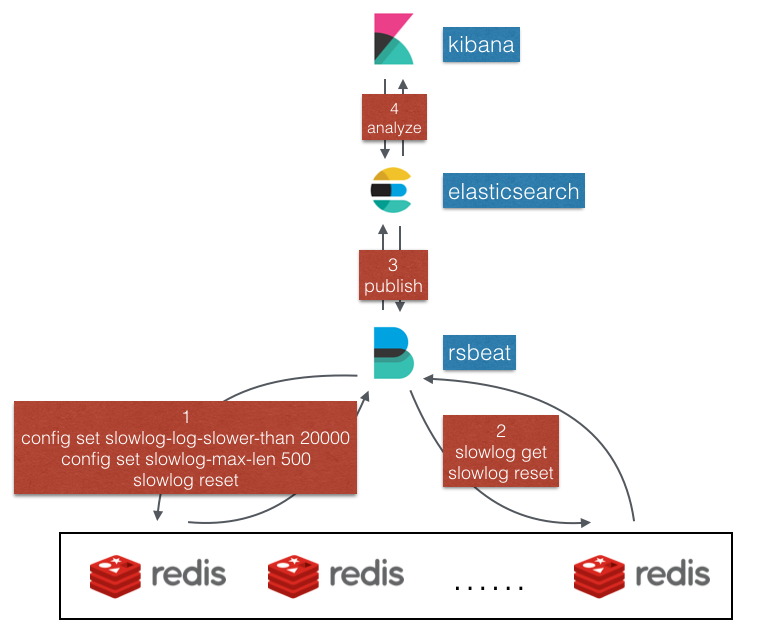 kibana
4
analyze
elasticsearch
3
publish
rsbeat
1
config set slowlog-log-slower-than 20000
config set slowlog-max-len 500
slowlog reset
2
slowlog get
slowlog reset
redis
redis
......
redis